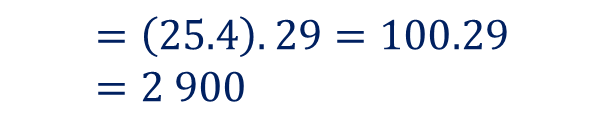 = (25.4). 29 = 100.29
= 2 900